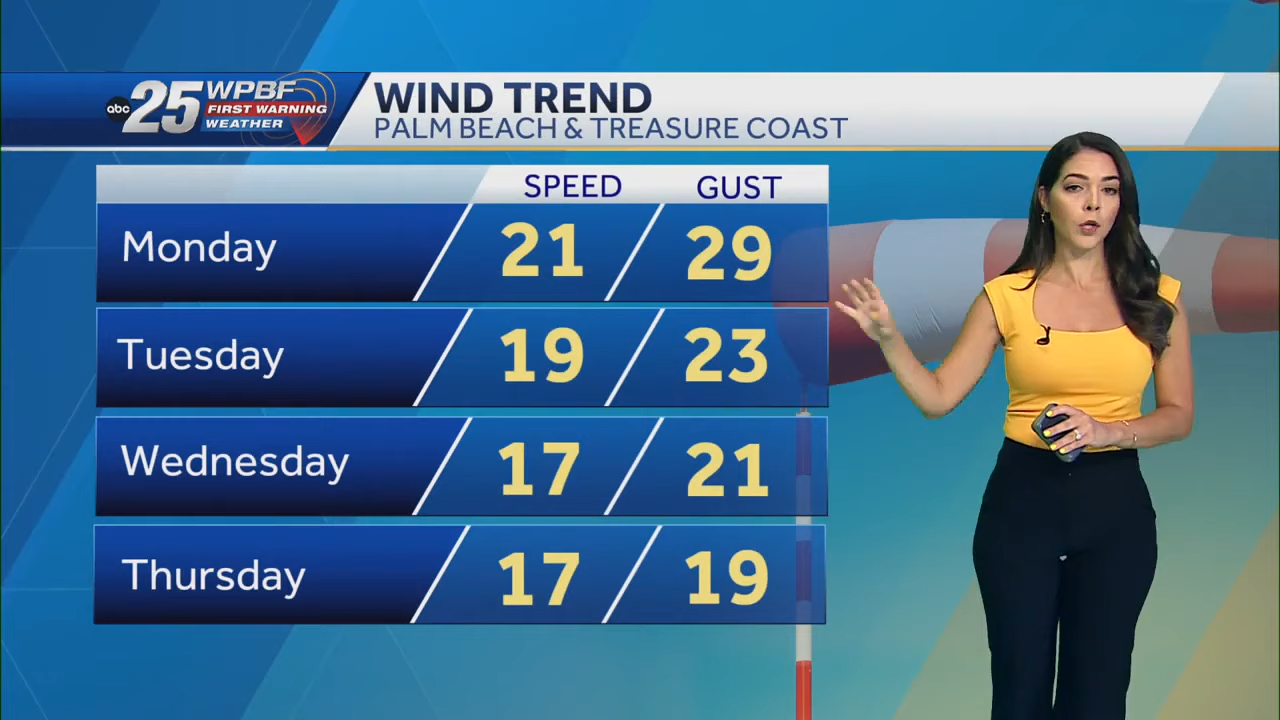 abc 25 WPBF
FIRST WARNING
WEATHER
WIND TREND
PALM BEACH & TREASURE COAST
SPEED GUST
Monday 21 29
Tuesday 19 23
Wednesday 17 21
Thursday 17 19